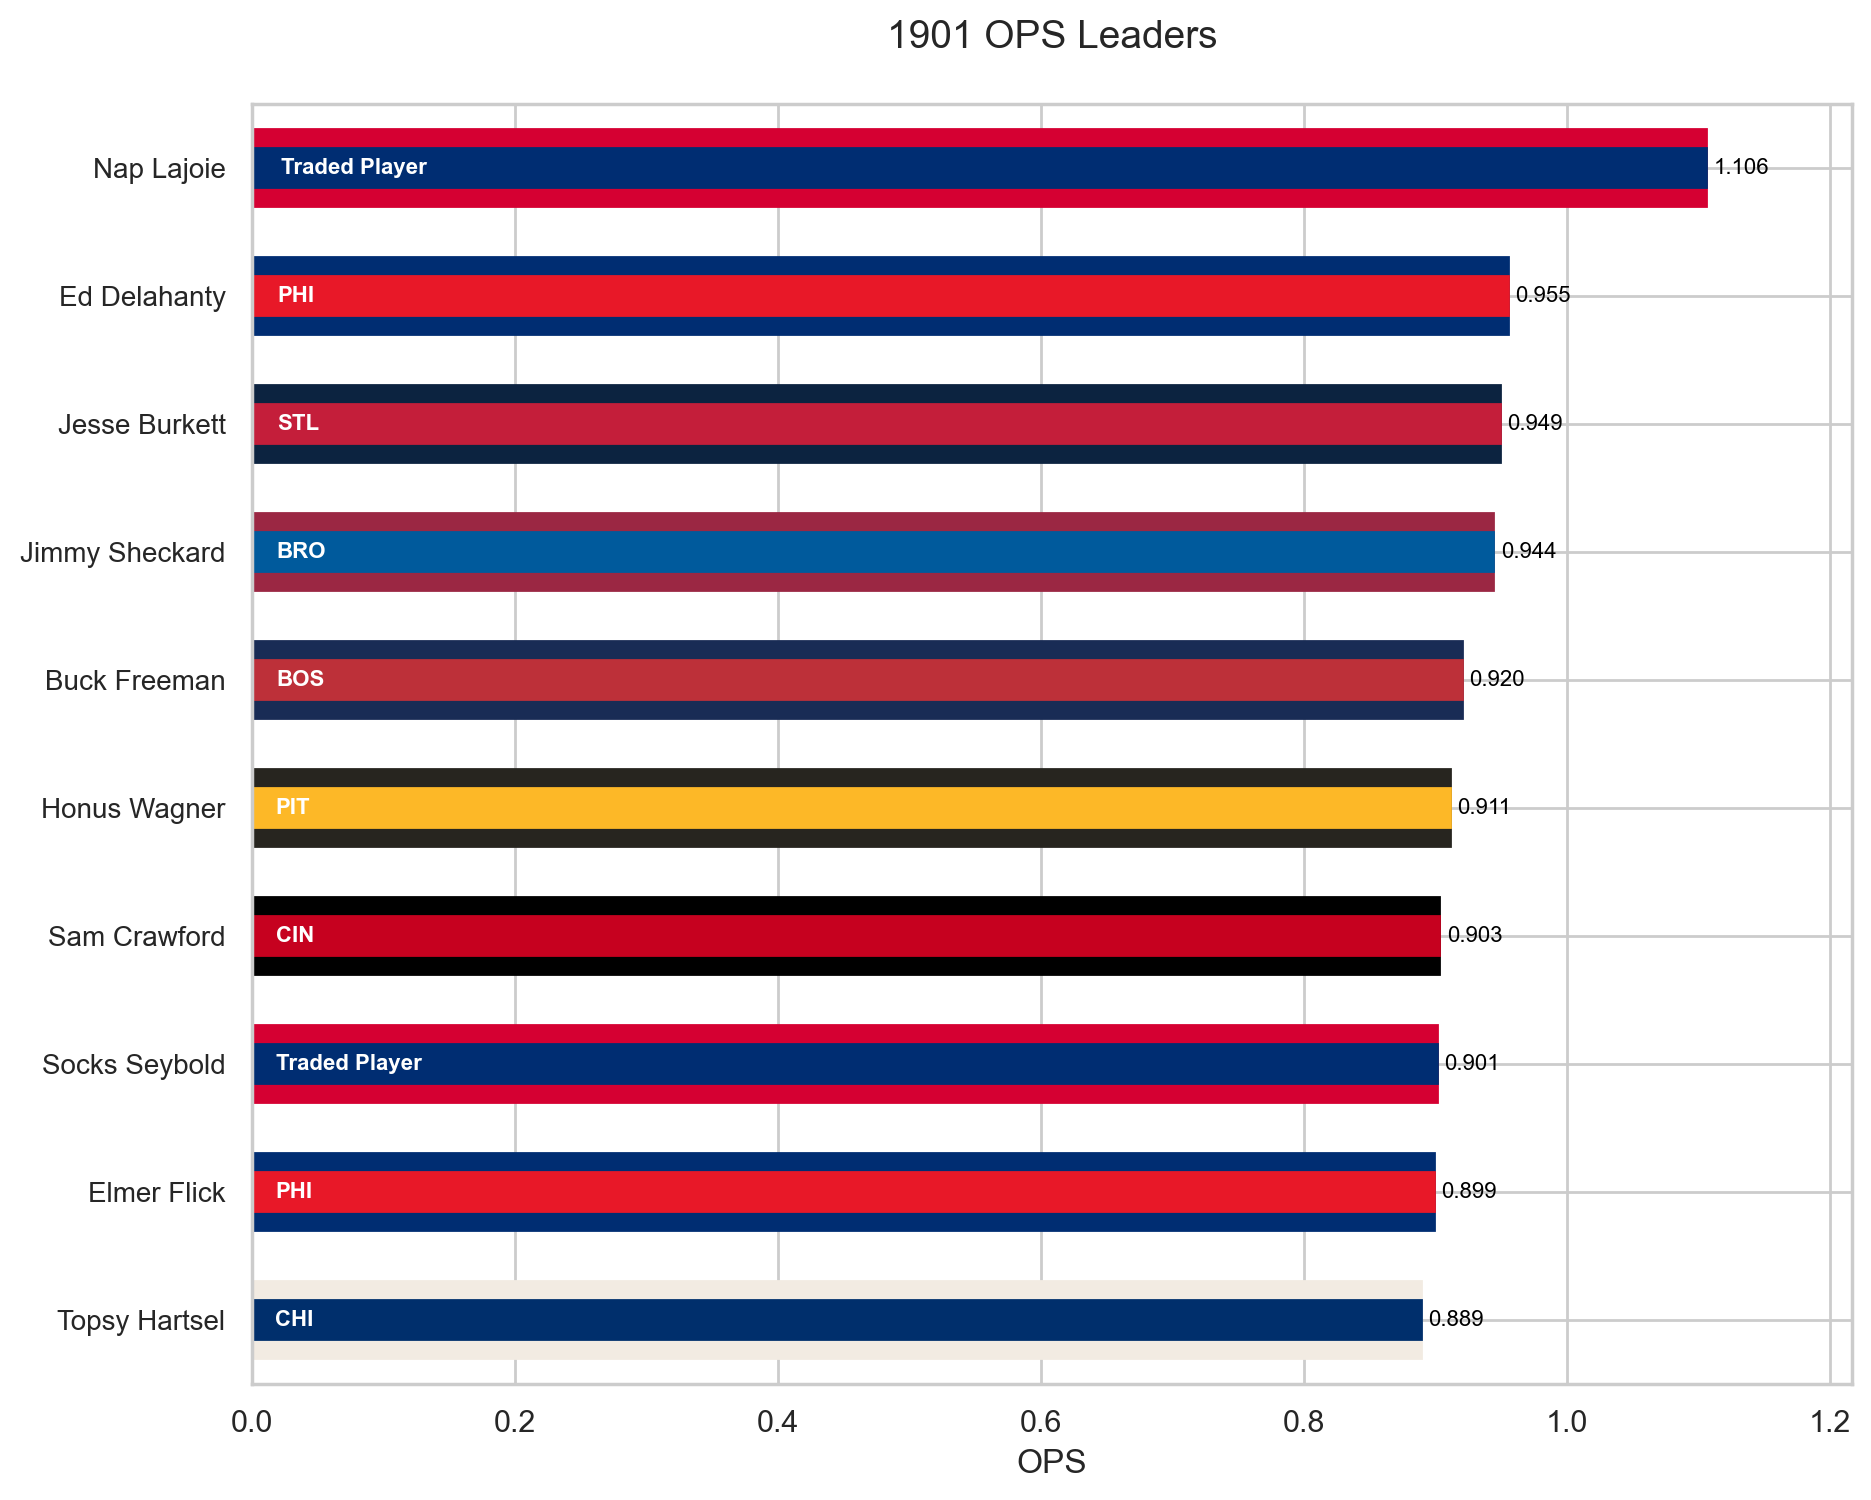 1901 OPS Leaders
Nap Lajoie Traded Player 1.106
Ed Delahanty PHI 0.955
Jesse Burkett STL 0.949
Jimmy Sheckard BRO 0.944
Buck Freeman BOS 0.920
Honus Wagner PIT 0.911
Sam Crawford CIN 0.903
Socks Seybold Traded Player 0.901
Elmer Flick PHI 0.899
Topsy Hartsel CHI 0.889
0.0 0.2 0.4 0.6 0.8 1.0 1.2
OPS